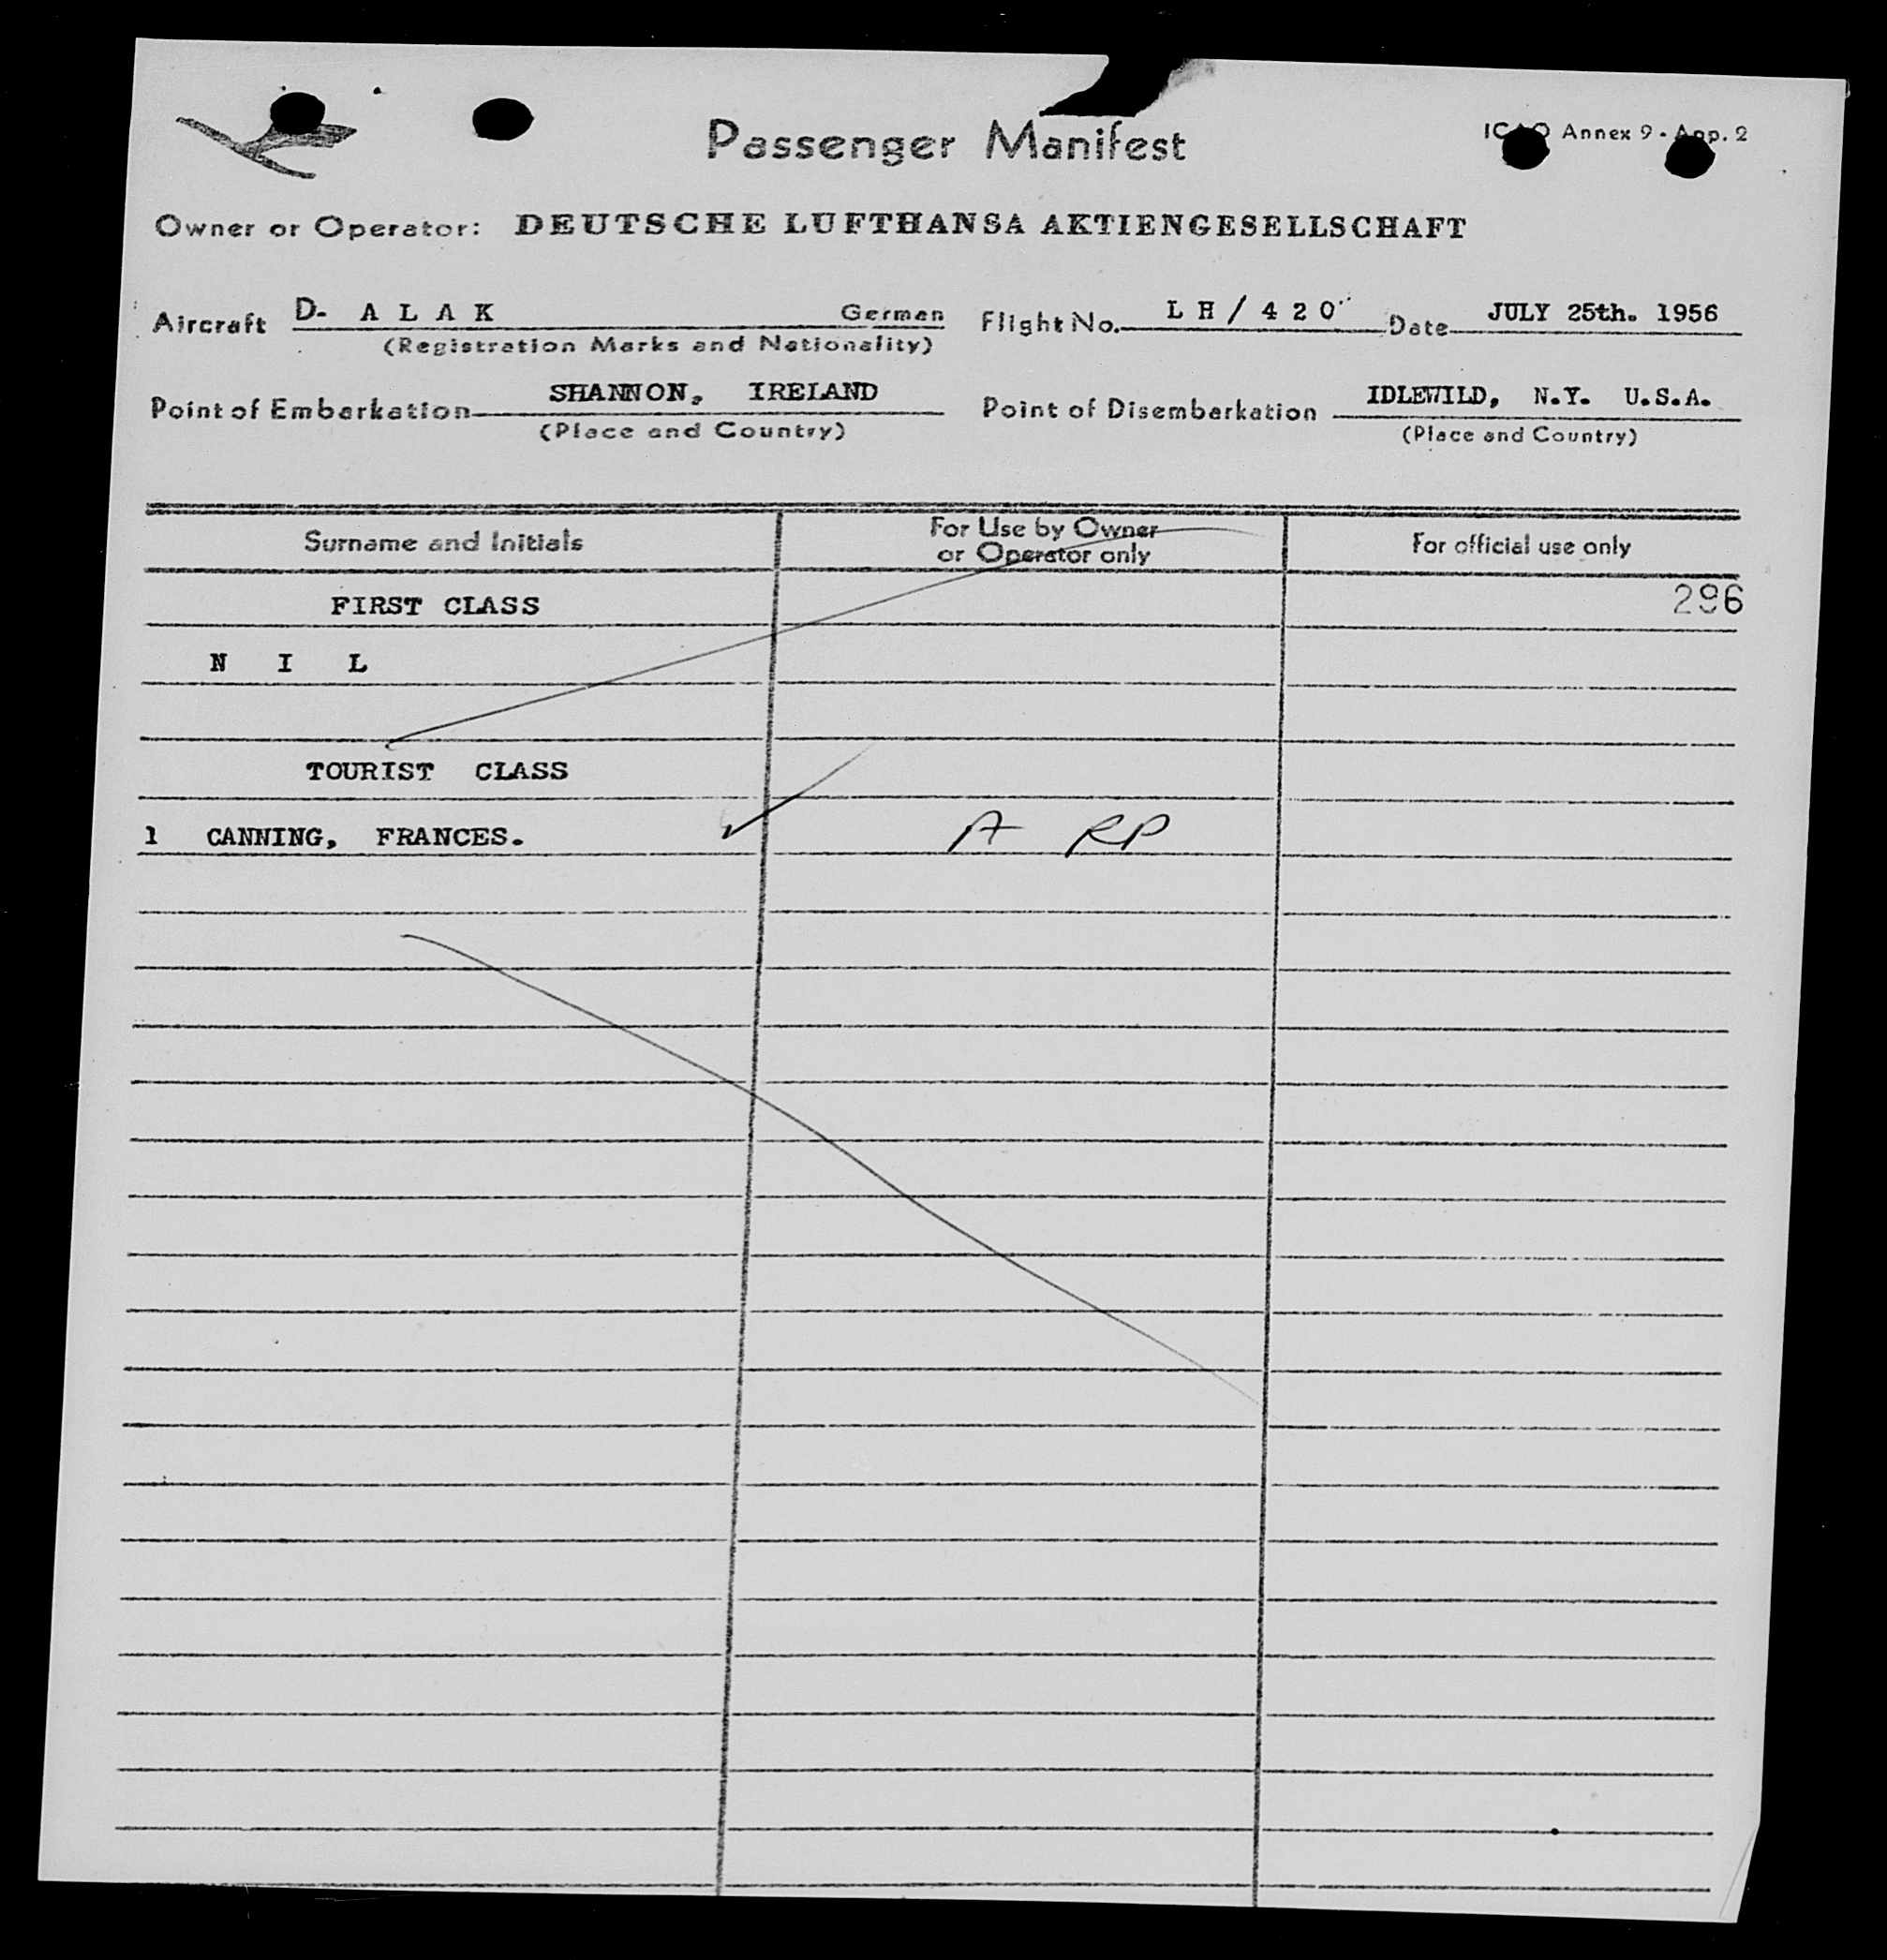 Passenger Manifest
ICAO Annex 9 - App. 2
Owner or Operator: DEUTSCHE LUFTHANSA AKTIENGESELLSCHAFT
Aircraft D- A L A K German Flight No. L H / 4 2 0 Date JULY 25th. 1956
(Registration Marks and Nationality)
Point of Embarkation SHANNON, IRELAND Point of Disembarkation IDLEWILD, N.Y. U.S.A.
(Place and Country) (Place and Country)
Surname and Initials For Use by Owner or Operator only For official use only
FIRST CLASS 296
N I L
TOURIST CLASS
1 CANNING, FRANCES. A RP